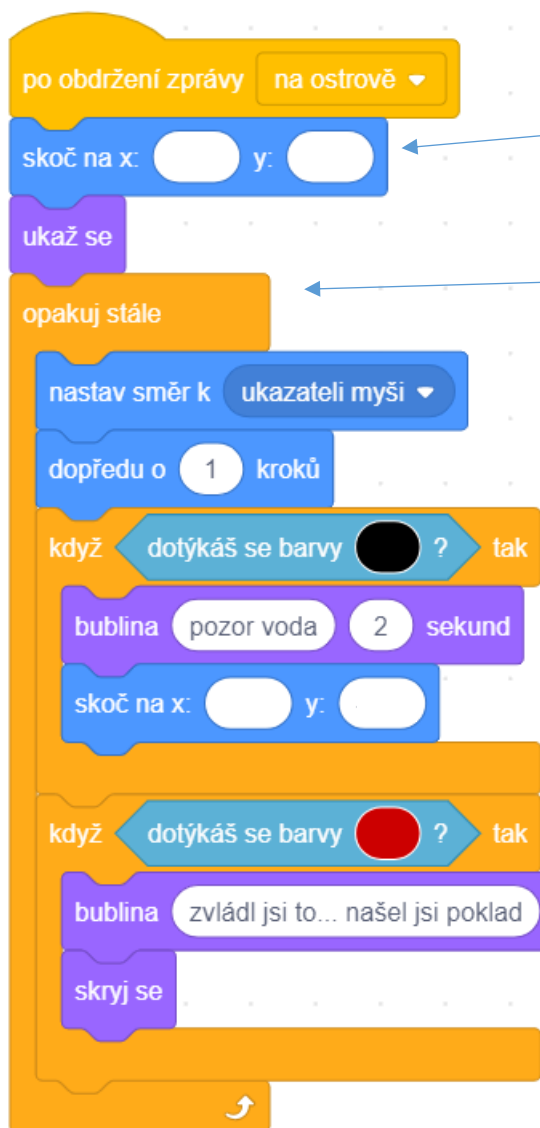 po obdržení zprávy na ostrově
skoč na x: y:
ukaž se
opakuj stále
nastav směr k ukazateli myši
dopředu o 1 kroků
když dotýkáš se barvy ? tak
bublina pozor voda 2 sekund
skoč na x: y:
když dotýkáš se barvy ? tak
bublina zvládl jsi to... našel jsi poklad
skryj se